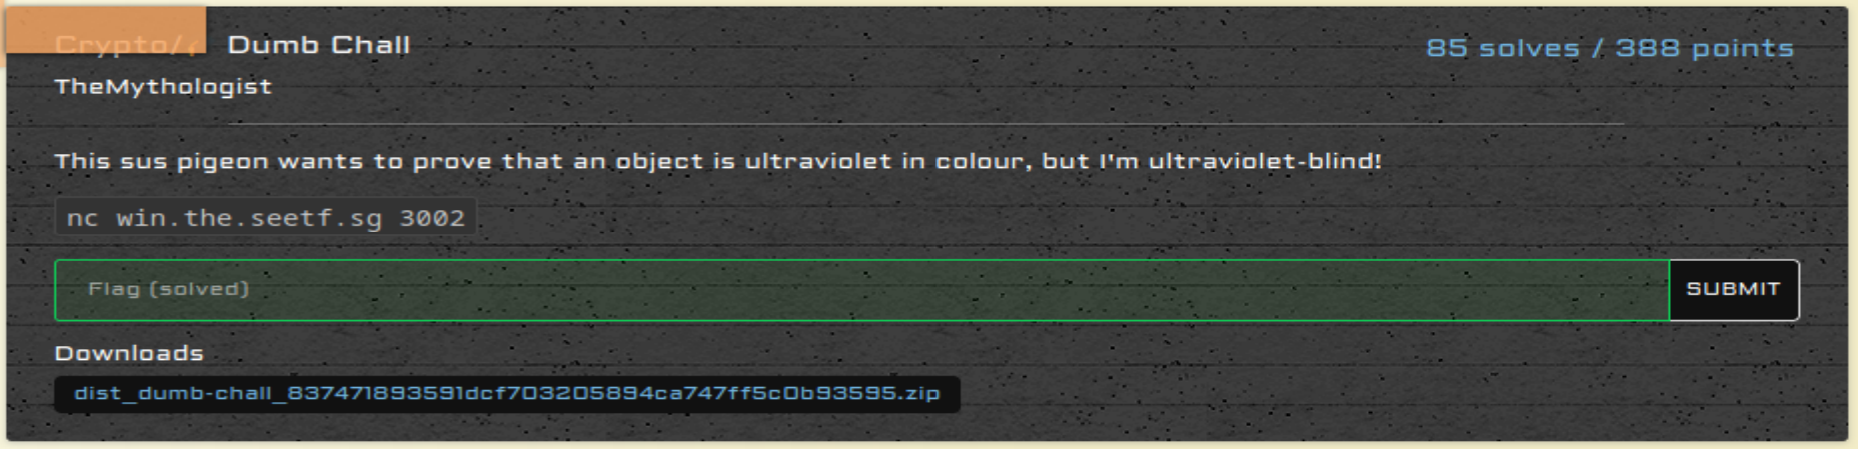 Crypto/ Dumb Chall
85 solves / 388 points
TheMythologist
This sus pigeon wants to prove that an object is ultraviolet in colour, but I'm ultraviolet-blind!
nc win.the.seetf.sg 3002
Flag (solved)
SUBMIT
Downloads
dist_dumb-chall_837471893591dcf703205894ca747ff5c0b93595.zip